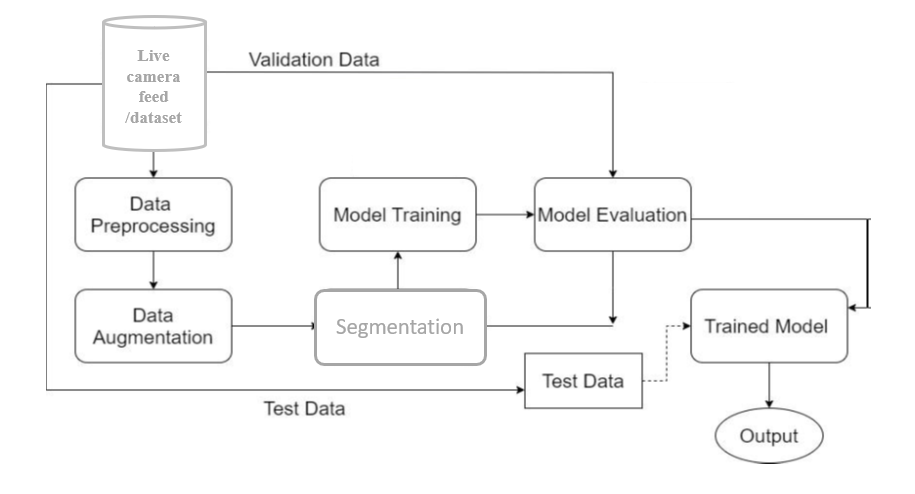 Live
camera
feed
/dataset
Validation Data
Data
Preprocessing
Model Training
Model Evaluation
Data
Augmentation
Segmentation
Trained Model
Test Data
Test Data
Output